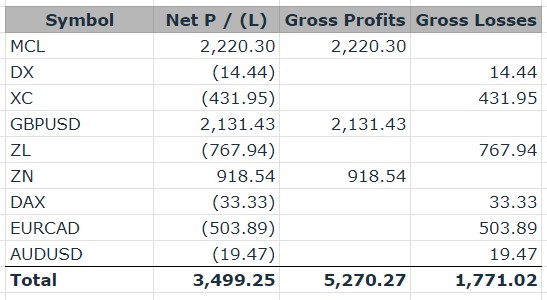 Symbol Net P / (L) Gross Profits Gross Losses
MCL 2,220.30 2,220.30
DX (14.44) 14.44
XC (431.95) 431.95
GBPUSD 2,131.43 2,131.43
ZL (767.94) 767.94
ZN 918.54 918.54
DAX (33.33) 33.33
EURCAD (503.89) 503.89
AUDUSD (19.47) 19.47
Total 3,499.25 5,270.27 1,771.02